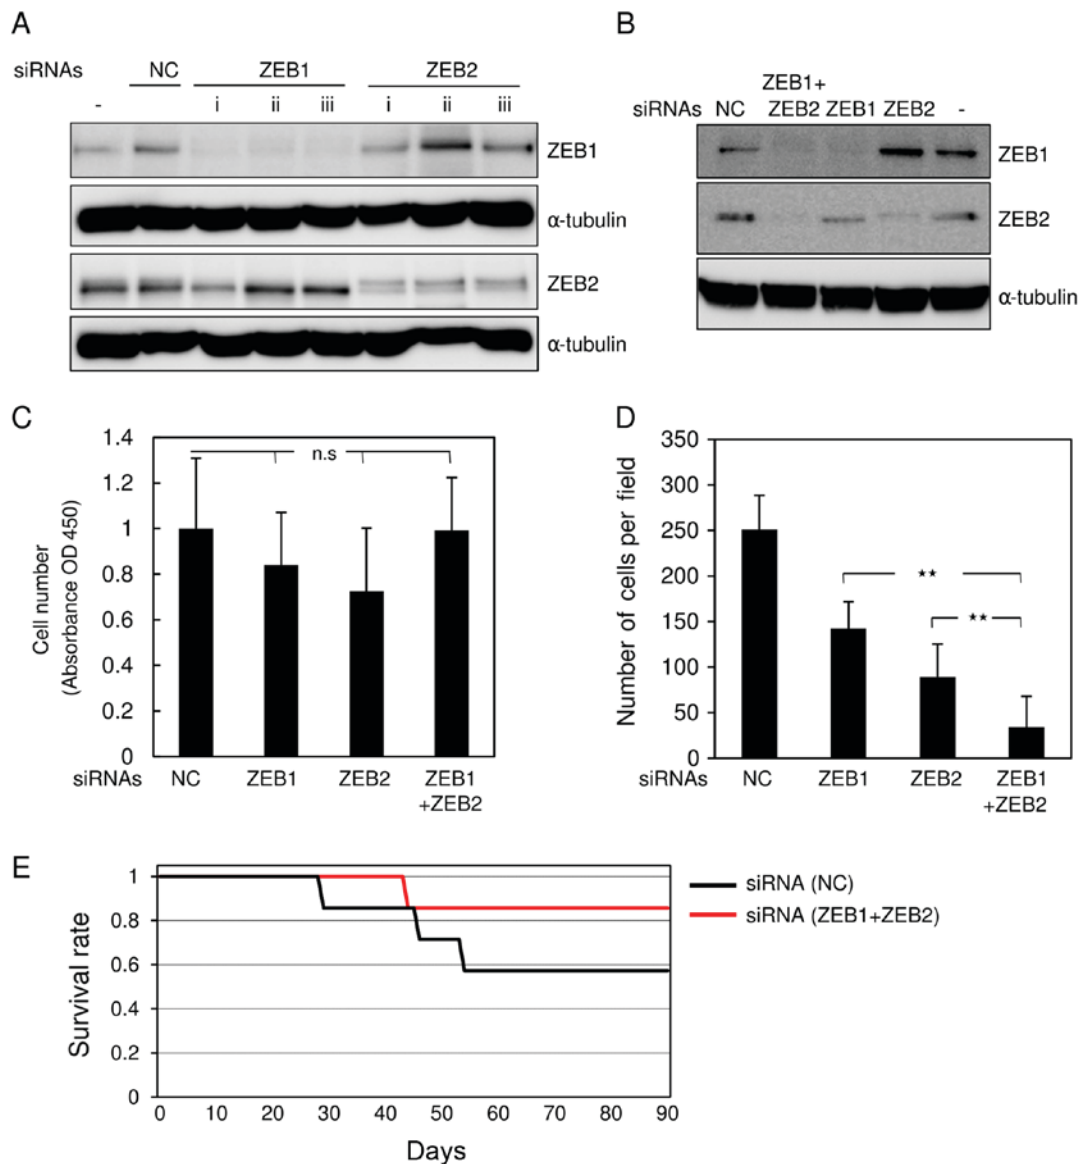 A
siRNAs NC ZEB1 ZEB2
- i ii iii i ii iii
ZEB1
α-tubulin
ZEB2
α-tubulin
B
ZEB1+
siRNAs NC ZEB2 ZEB1 ZEB2 -
ZEB1
ZEB2
α-tubulin
C
Cell number
(Absorbance OD 450)
1.4
1.2
1
0.8
0.6
0.4
0.2
0
n.s
siRNAs NC ZEB1 ZEB2 ZEB1
+ZEB2
D
Number of cells per field
350
300
250
200
150
100
50
0
★★
★★
siRNAs NC ZEB1 ZEB2 ZEB1
+ZEB2
E
Survival rate
1
0.8
0.6
0.4
0.2
0
0 10 20 30 40 50 60 70 80 90
Days
siRNA (NC)
siRNA (ZEB1+ZEB2)